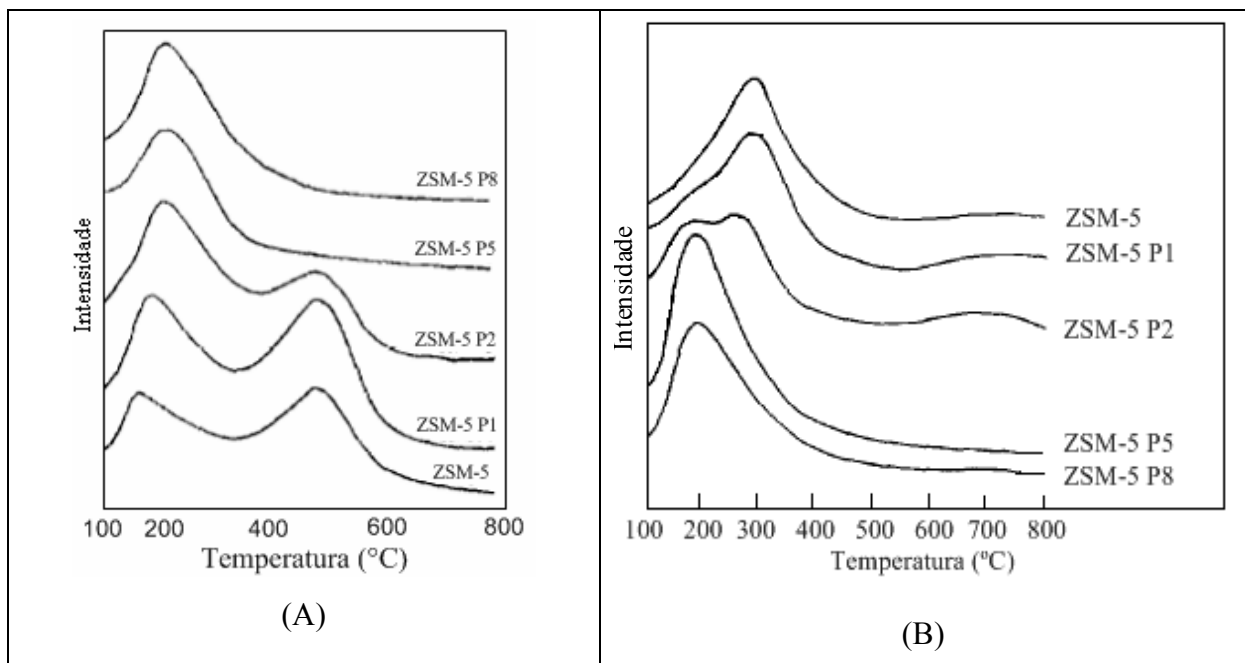 Intensidade
ZSM-5 P8
ZSM-5 P5
ZSM-5 P2
ZSM-5 P1
ZSM-5
100 200 400 600 800
Temperatura (°C)
(A)
Intensidade
ZSM-5
ZSM-5 P1
ZSM-5 P2
ZSM-5 P5
ZSM-5 P8
100 200 300 400 500 600 700 800
Temperatura (ºC)
(B)